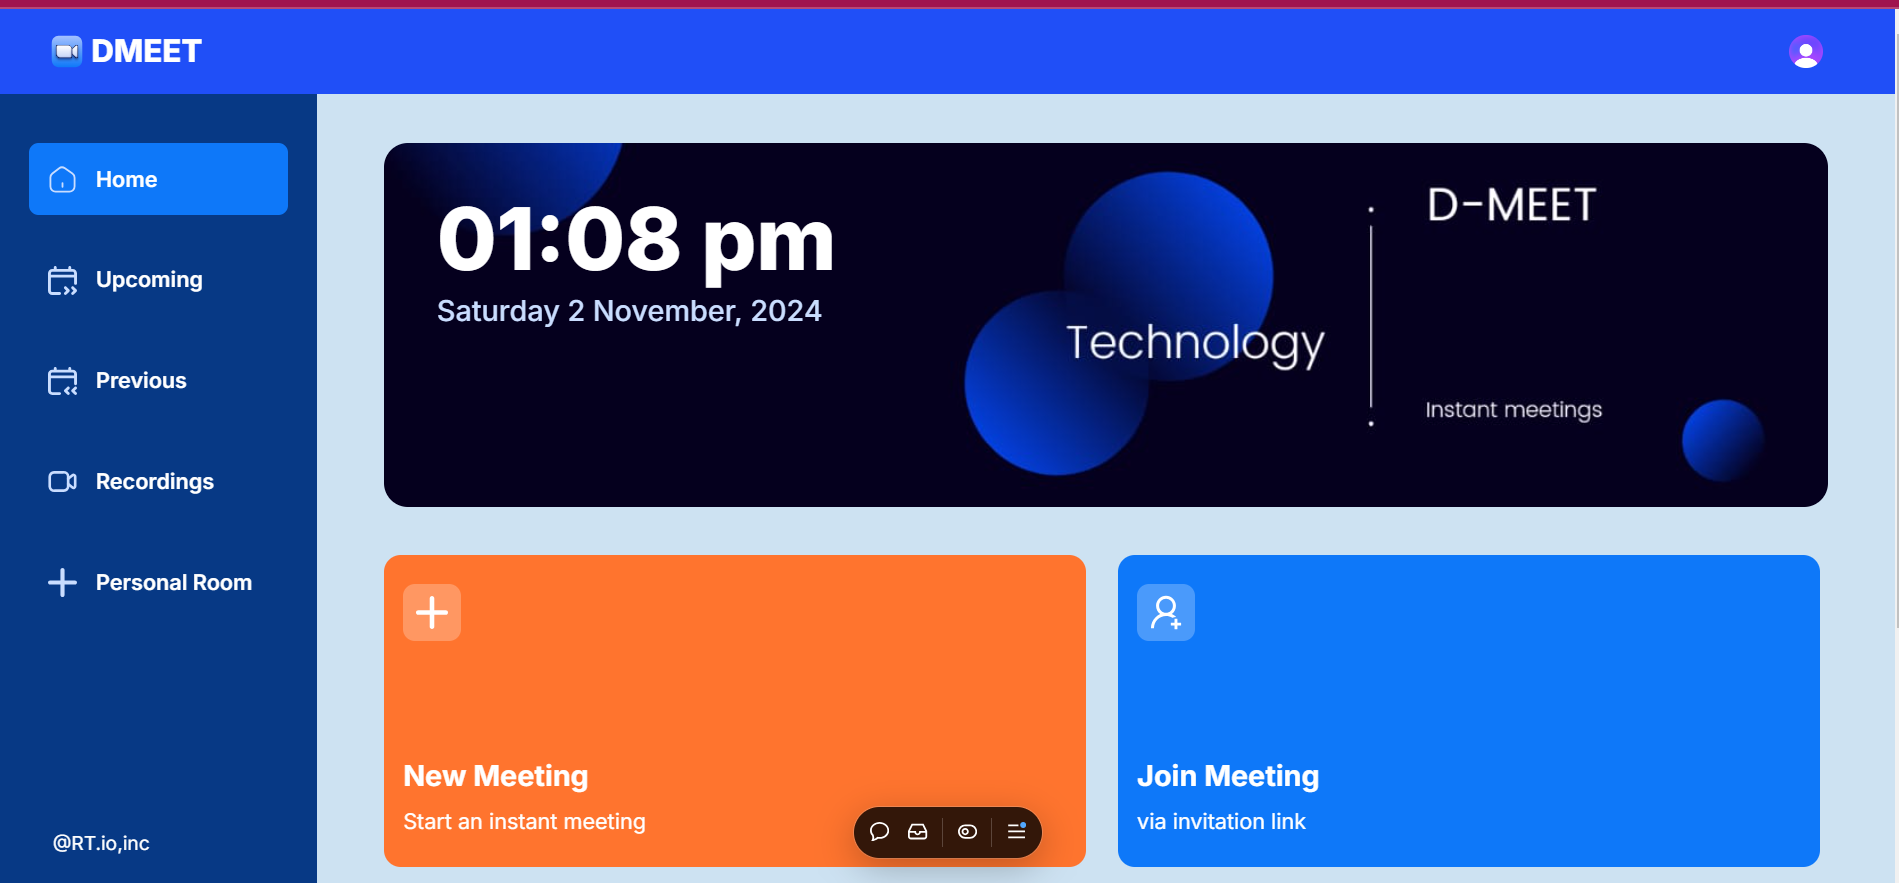 DMEET
Home
Upcoming
Previous
Recordings
Personal Room
@RT.io,inc
01:08 pm
Saturday 2 November, 2024
Technology
D-MEET
Instant meetings
New Meeting
Start an instant meeting
Join Meeting
via invitation link